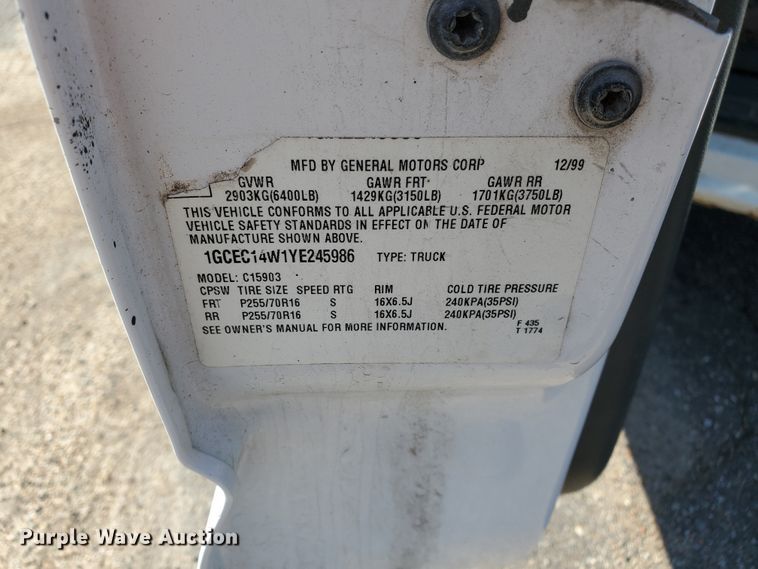 MFD BY GENERAL MOTORS CORP 12/99
GVWR GAWR FRT GAWR RR
2903KG(6400LB) 1429KG(3150LB) 1701KG(3750LB)
THIS VEHICLE CONFORMS TO ALL APPLICABLE U.S. FEDERAL MOTOR
VEHICLE SAFETY STANDARDS IN EFFECT ON THE DATE OF
MANUFACTURE SHOWN ABOVE.
1GCEC14W1YE245986 TYPE: TRUCK
MODEL: C15903
CPSW TIRE SIZE SPEED RTG RIM COLD TIRE PRESSURE
FRT P255/70R16 S 16X6.5J 240KPA(35PSI)
RR P255/70R16 S 16X6.5J 240KPA(35PSI)
SEE OWNER'S MANUAL FOR MORE INFORMATION.
F 435
T 1774
Purple Wave Auction